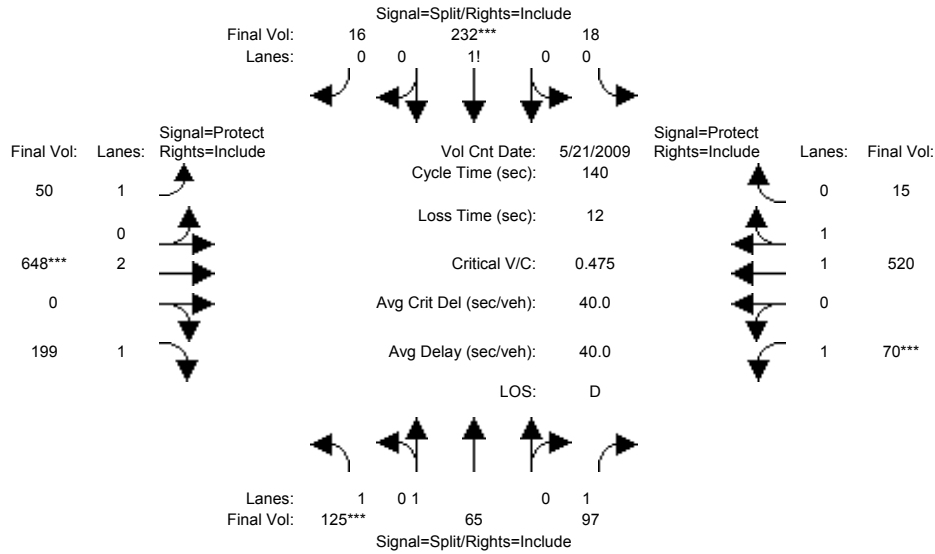 Signal=Split/Rights=Include
Final Vol: 16 232*** 18
Lanes: 0 0 1! 0 0
Signal=Protect Signal=Protect
Final Vol: Lanes: Rights=Include Vol Cnt Date: 5/21/2009 Rights=Include Lanes: Final Vol:
Cycle Time (sec): 140
50 1 0 15
Loss Time (sec): 12
0 1
648*** 2 Critical V/C: 0.475 1 520
0 Avg Crit Del (sec/veh): 40.0 0
199 1 Avg Delay (sec/veh): 40.0 1 70***
LOS: D
Lanes: 1 0 1 0 1
Final Vol: 125*** 65 97
Signal=Split/Rights=Include